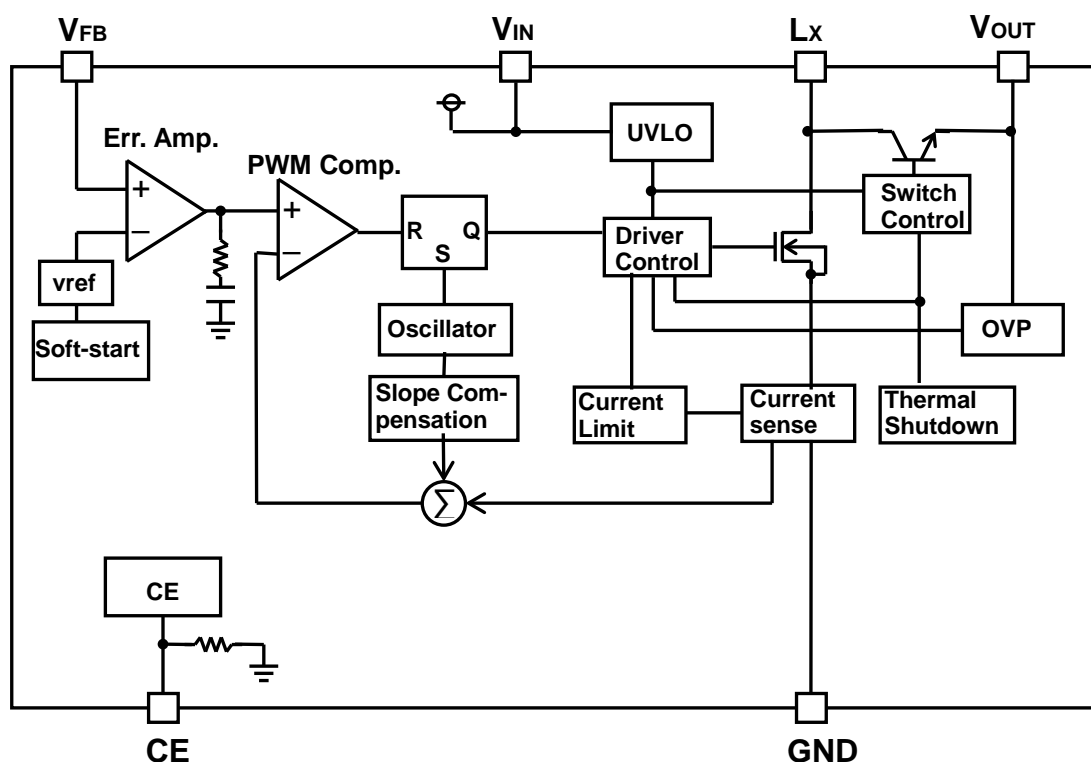 VFB
VIN
LX
VOUT
Err. Amp.
PWM Comp.
UVLO
Switch
Control
+
−
+
−
R
S
Q
Driver
Control
vref
Soft-start
Oscillator
OVP
Slope Com-
pensation
Current
Limit
Current
sense
Thermal
Shutdown
Σ
CE
CE
GND